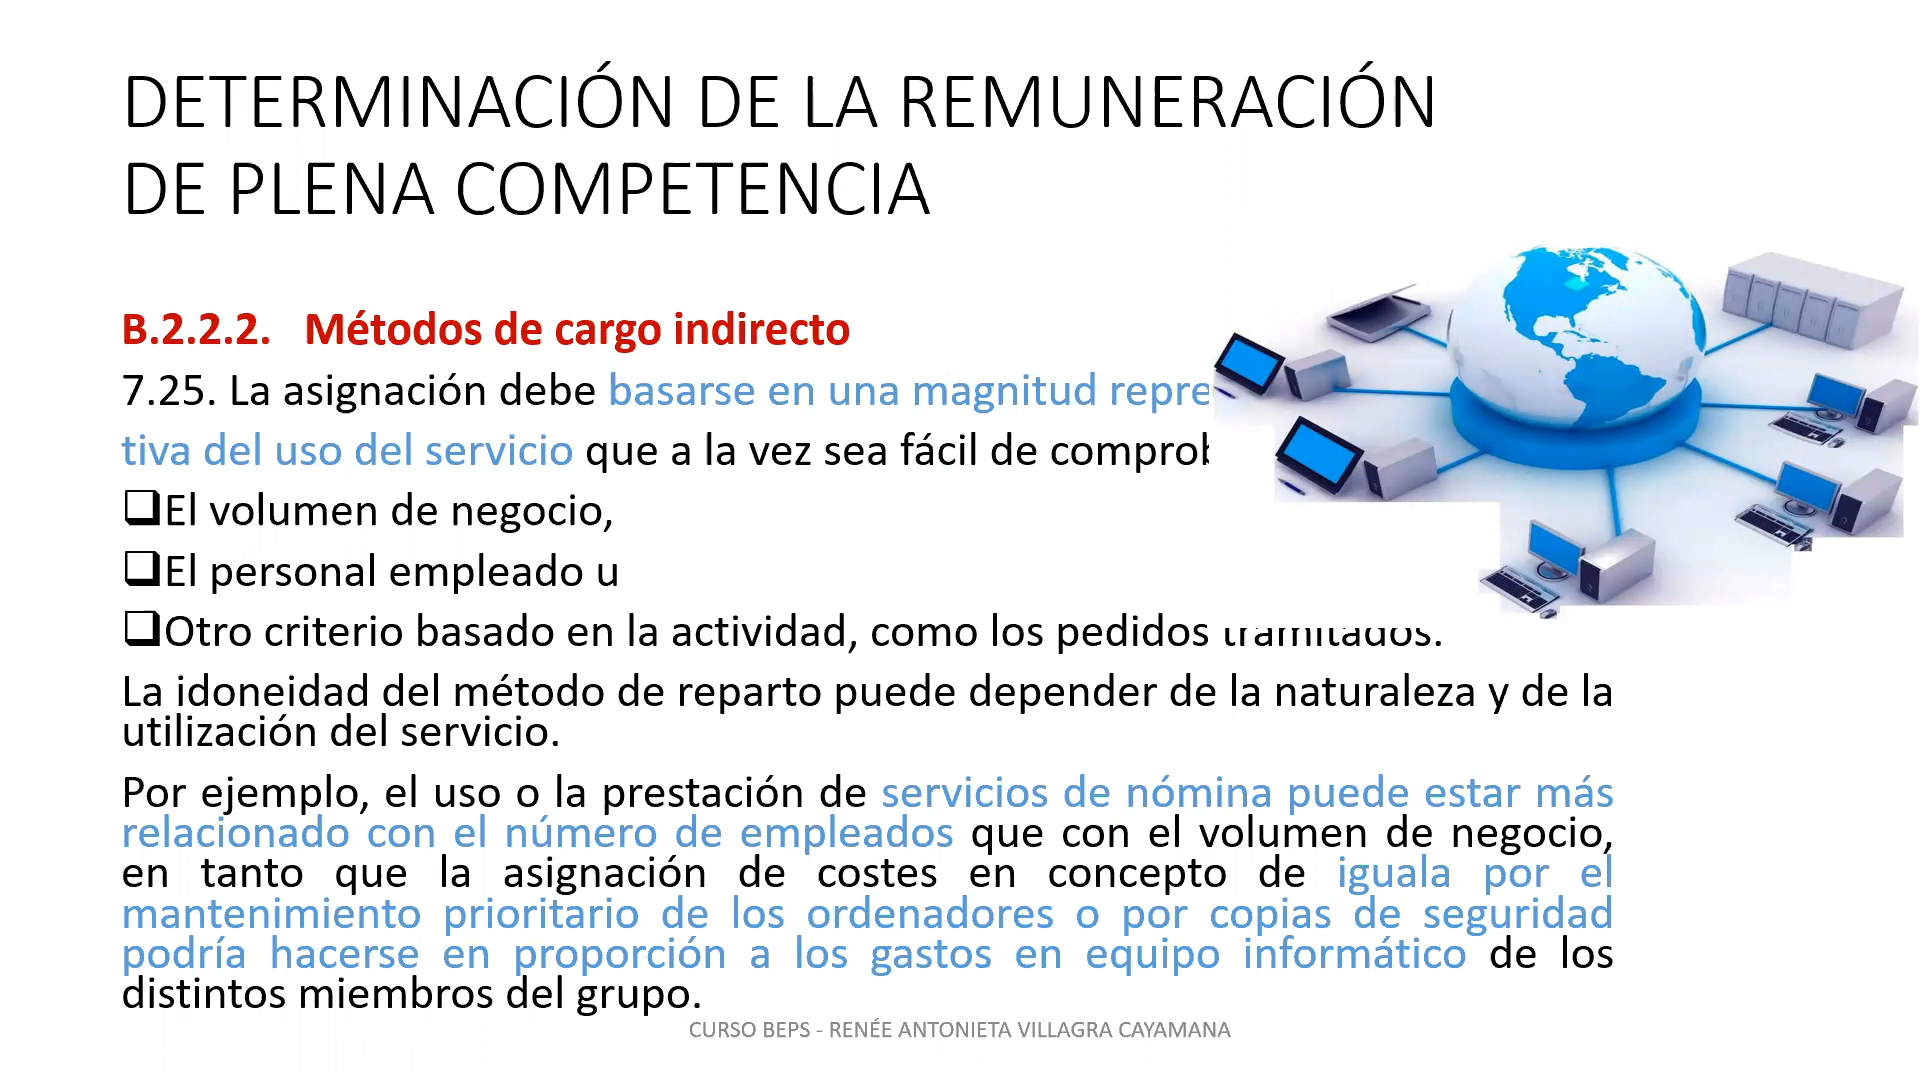 DETERMINACIÓN DE LA REMUNERACIÓN
DE PLENA COMPETENCIA
B.2.2.2. Métodos de cargo indirecto
7.25. La asignación debe basarse en una magnitud repre
tiva del uso del servicio que a la vez sea fácil de comprob
❑El volumen de negocio,
❑El personal empleado u
❑Otro criterio basado en la actividad, como los pedidos tramitados.
La idoneidad del método de reparto puede depender de la naturaleza y de la
utilización del servicio.
Por ejemplo, el uso o la prestación de servicios de nómina puede estar más
relacionado con el número de empleados que con el volumen de negocio,
en tanto que la asignación de costes en concepto de iguala por el
mantenimiento prioritario de los ordenadores o por copias de seguridad
podría hacerse en proporción a los gastos en equipo informático de los
distintos miembros del grupo.
CURSO BEPS - RENÉE ANTONIETA VILLAGRA CAYAMANA